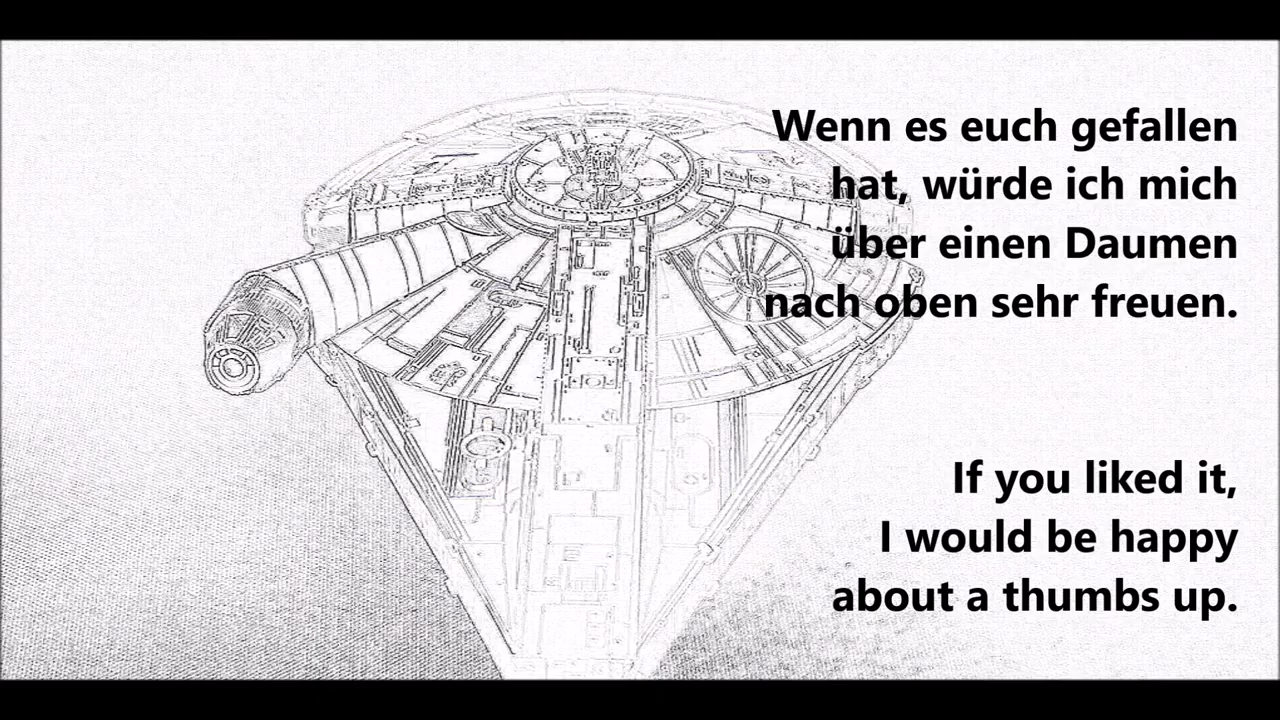 Wenn es euch gefallen
hat, würde ich mich
über einen Daumen
nach oben sehr freuen.
If you liked it,
I would be happy
about a thumbs up.